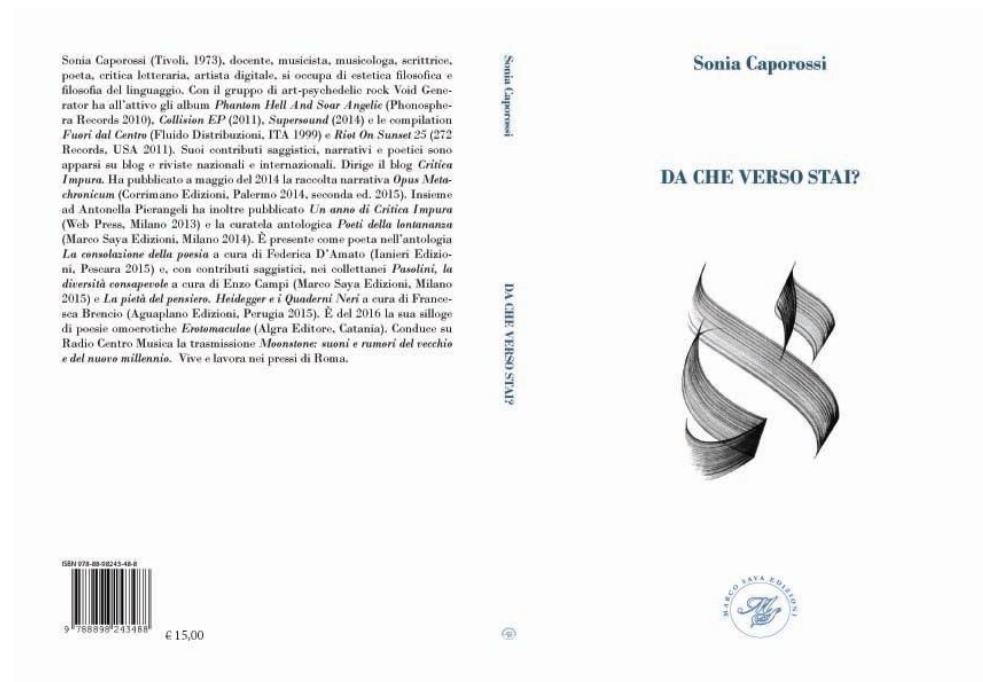 Sonia Caporossi (Tivoli, 1973), docente, musicista, musicologa, scrittrice,
poeta, critica letteraria, artista digitale, si occupa di estetica filosofica e
filosofia del linguaggio. Con il gruppo di art-psychedelic rock Void Gene-
rator ha all'attivo gli album Phantom Hell And Soar Angelic (Phonosphe-
ra Records 2010), Collision EP (2011), Supersound (2014) e le compilation
Fuori dal Centro (Fluido Distribuzioni, ITA 1999) e Riot On Sunset 25 (272
Records, USA 2011). Suoi contributi saggistici, narrativi e poetici sono
apparsi su blog e riviste nazionali e internazionali. Dirige il blog Critica
Impura. Ha pubblicato a maggio del 2014 la raccolta narrativa Opus Meta-
chronicum (Corrimano Edizioni, Palermo 2014, seconda ed. 2015). Insieme
ad Antonella Pierangeli ha inoltre pubblicato Un anno di Critica Impura
(Web Press, Milano 2013) e la curatela antologica Poeti della lontananza
(Marco Saya Edizioni, Milano 2014). È presente come poeta nell'antologia
La consolazione della poesia a cura di Federica D'Amato (Ianieri Edizio-
ni, Pescara 2015) e, con contributi saggistici, nei collettanei Pasolini, la
diversità consapevole a cura di Enzo Campi (Marco Saya Edizioni, Milano
2015) e La pietà del pensiero. Heidegger e i Quaderni Neri a cura di France-
sca Brencio (Aguaplano Edizioni, Perugia 2015). È del 2016 la sua silloge
di poesie omoerotiche Erotomaculae (Algra Editore, Catania). Conduce su
Radio Centro Musica la trasmissione Moonstone: suoni e rumori del vecchio
e del nuovo millennio. Vive e lavora nei pressi di Roma.
ISBN 978-88-98243-48-8
9 788898 243488
€ 15,00
Sonia Caporossi
DA CHE VERSO STAI?
Sonia Caporossi
DA CHE VERSO STAI?
א
MARCO SAYA EDIZIONI